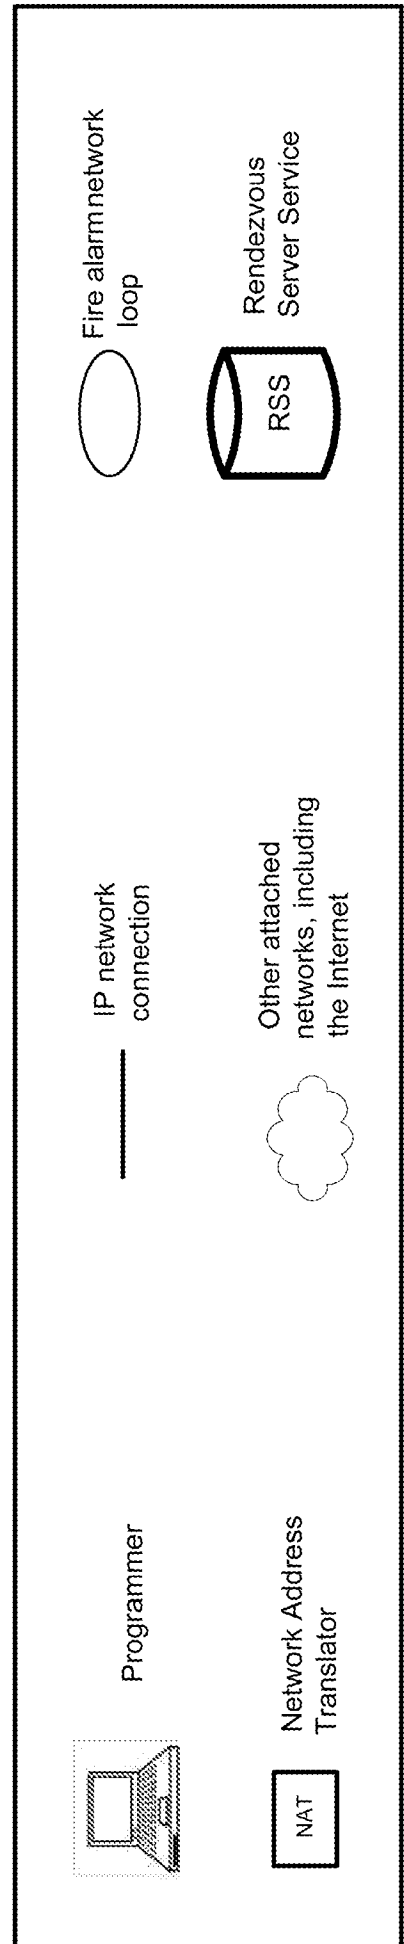 Programmer
IP network
connection
Fire alarmnetwork
loop
NAT
Network Address
Translator
Other attached
networks, including
the Internet
RSS
Rendezvous
Server Service